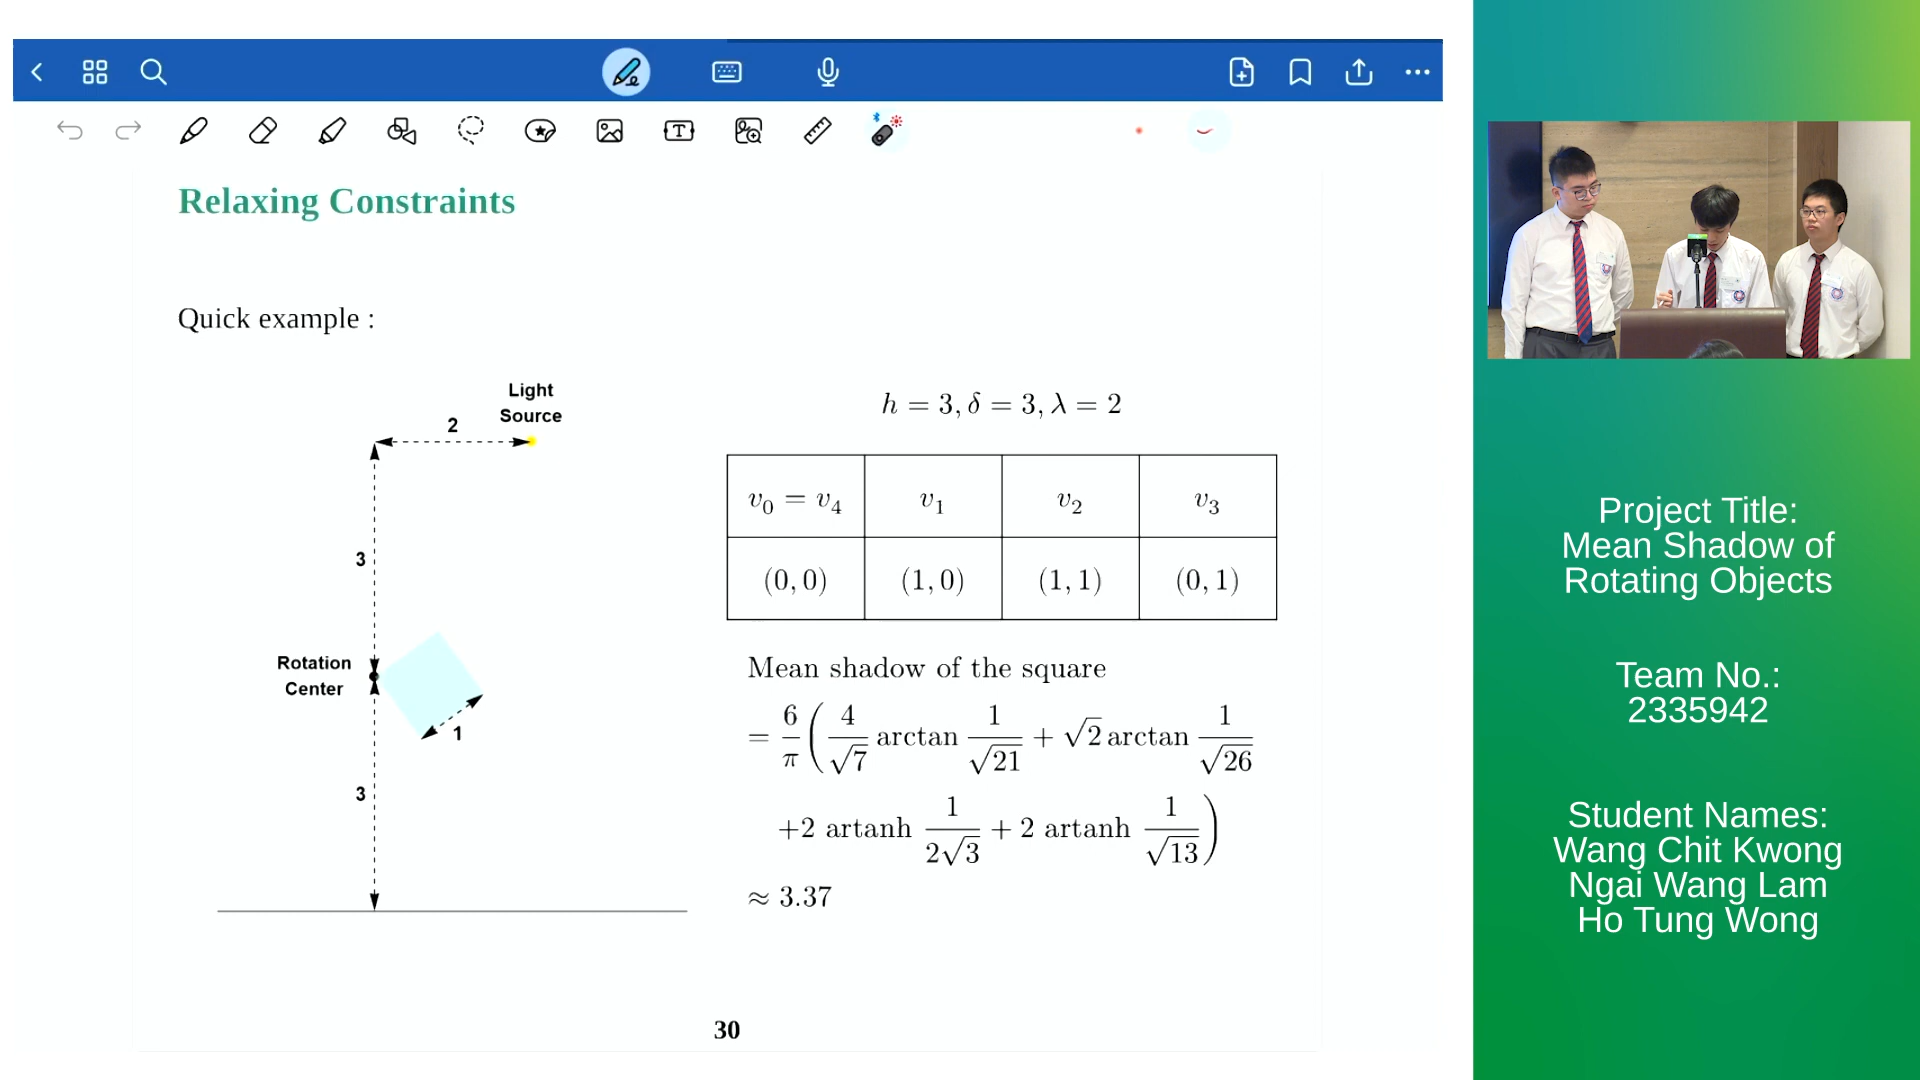 Relaxing Constraints
Quick example :
Light
Source
2
3
Rotation
Center
1
3
h = 3, δ = 3, λ = 2
v₀ = v₄ v₁ v₂ v₃
(0, 0) (1, 0) (1, 1) (0, 1)
Mean shadow of the square
= 6/π ( 4/√7 arctan 1/√21 + √2 arctan 1/√26
+2 artanh 1/(2√3) + 2 artanh 1/√13 )
≈ 3.37
30
Project Title:
Mean Shadow of
Rotating Objects
Team No.:
2335942
Student Names:
Wang Chit Kwong
Ngai Wang Lam
Ho Tung Wong